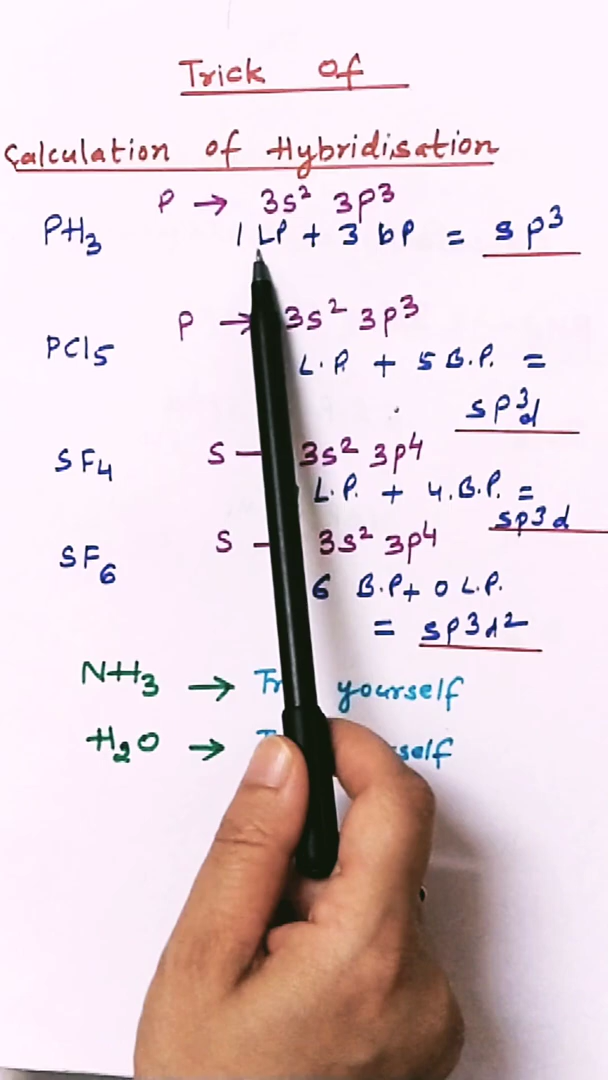 Trick of
Calculation of Hybridisation
P → 3s² 3p³
PH₃ 1 LP + 3 bP = sp³
P → 3s² 3p³
PCl₅ L.P. + 5 B.P. =
sp³d
S — 3s² 3p⁴
SF₄ L.P. + 4.B.P. =
sp3d
S - 3s² 3p⁴
SF₆
6 B.P + 0 L.P.
= sp3d2
NH₃ → yourself
H₂O →